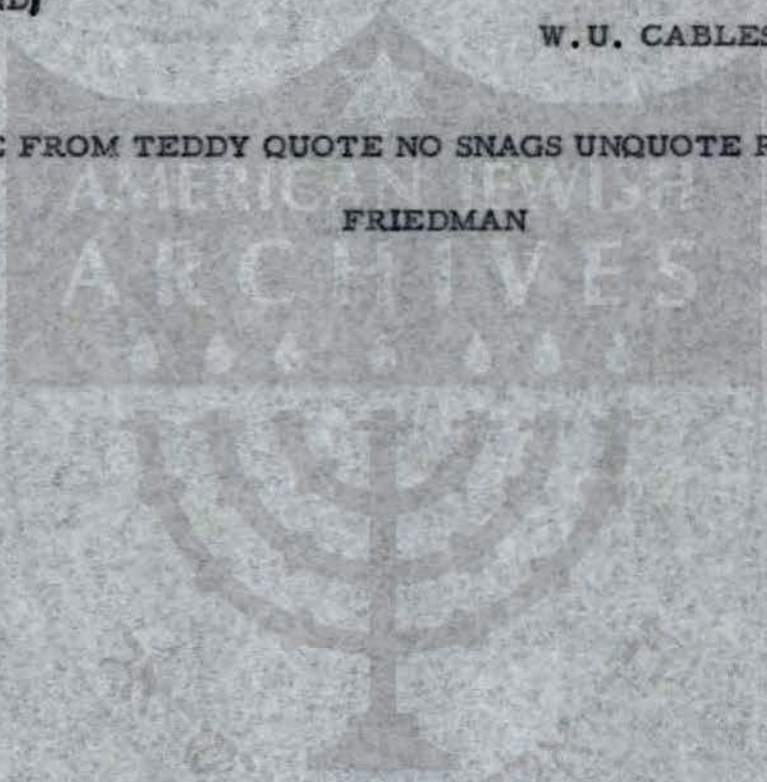 W.U. CABLES
FROM TEDDY QUOTE NO SNAGS UNQUOTE
FRIEDMAN
AMERICAN JEWISH
ARCHIVES